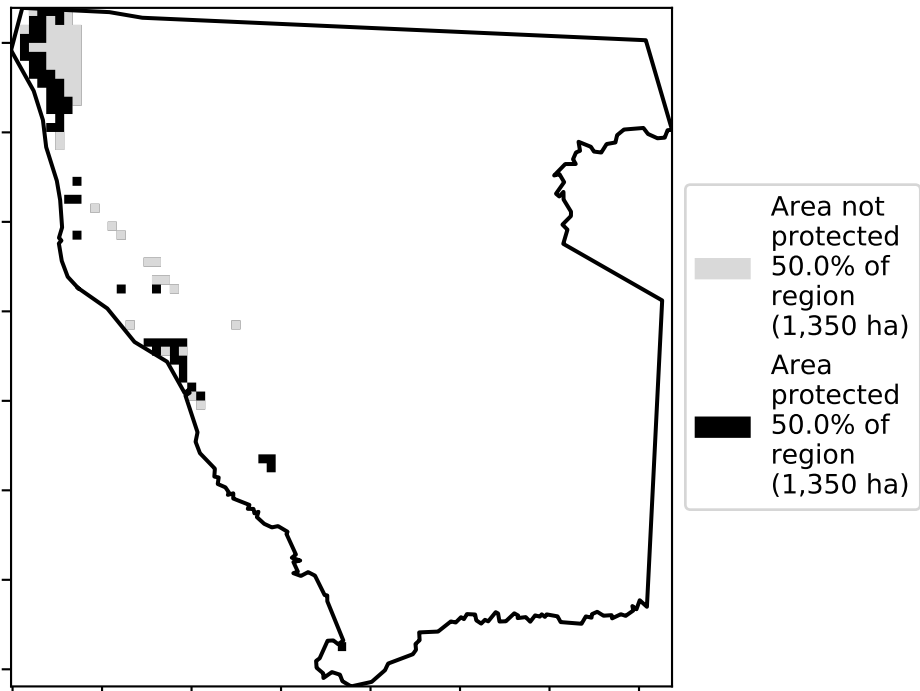 Area not
protected
50.0% of
region
(1,350 ha)
Area
protected
50.0% of
region
(1,350 ha)